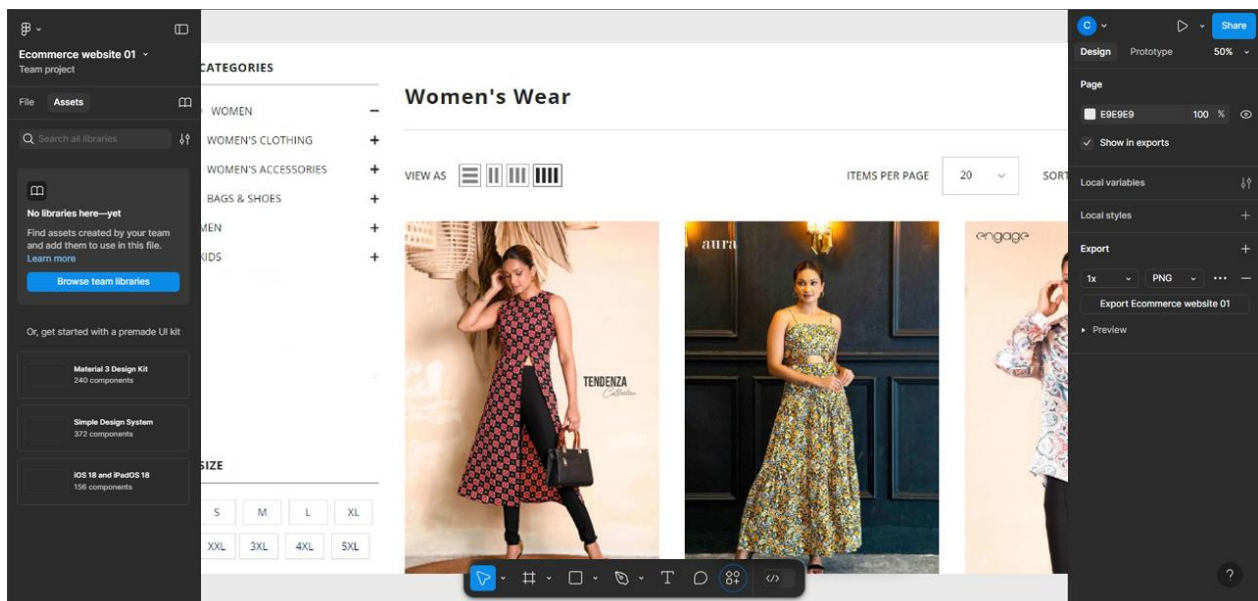 Ecommerce website 01
Team project
File Assets
Search all libraries
No libraries here—yet
Find assets created by your team
and add them to use in this file.
Learn more
Browse team libraries
Or, get started with a premade UI kit
Material 3 Design Kit
240 components
Simple Design System
372 components
iOS 18 and iPadOS 18
156 components
CATEGORIES
WOMEN
WOMEN'S CLOTHING
WOMEN'S ACCESSORIES
BAGS & SHOES
MEN
KIDS
SIZE
S M L XL
XXL 3XL 4XL 5XL
Women's Wear
VIEW AS
ITEMS PER PAGE 20 SORT
TENDENZA
Collection
aura
engage
C Share
Design Prototype 50%
Page
E9E9E9 100 %
Show in exports
Local variables
Local styles
Export
1x PNG
Export Ecommerce website 01
Preview